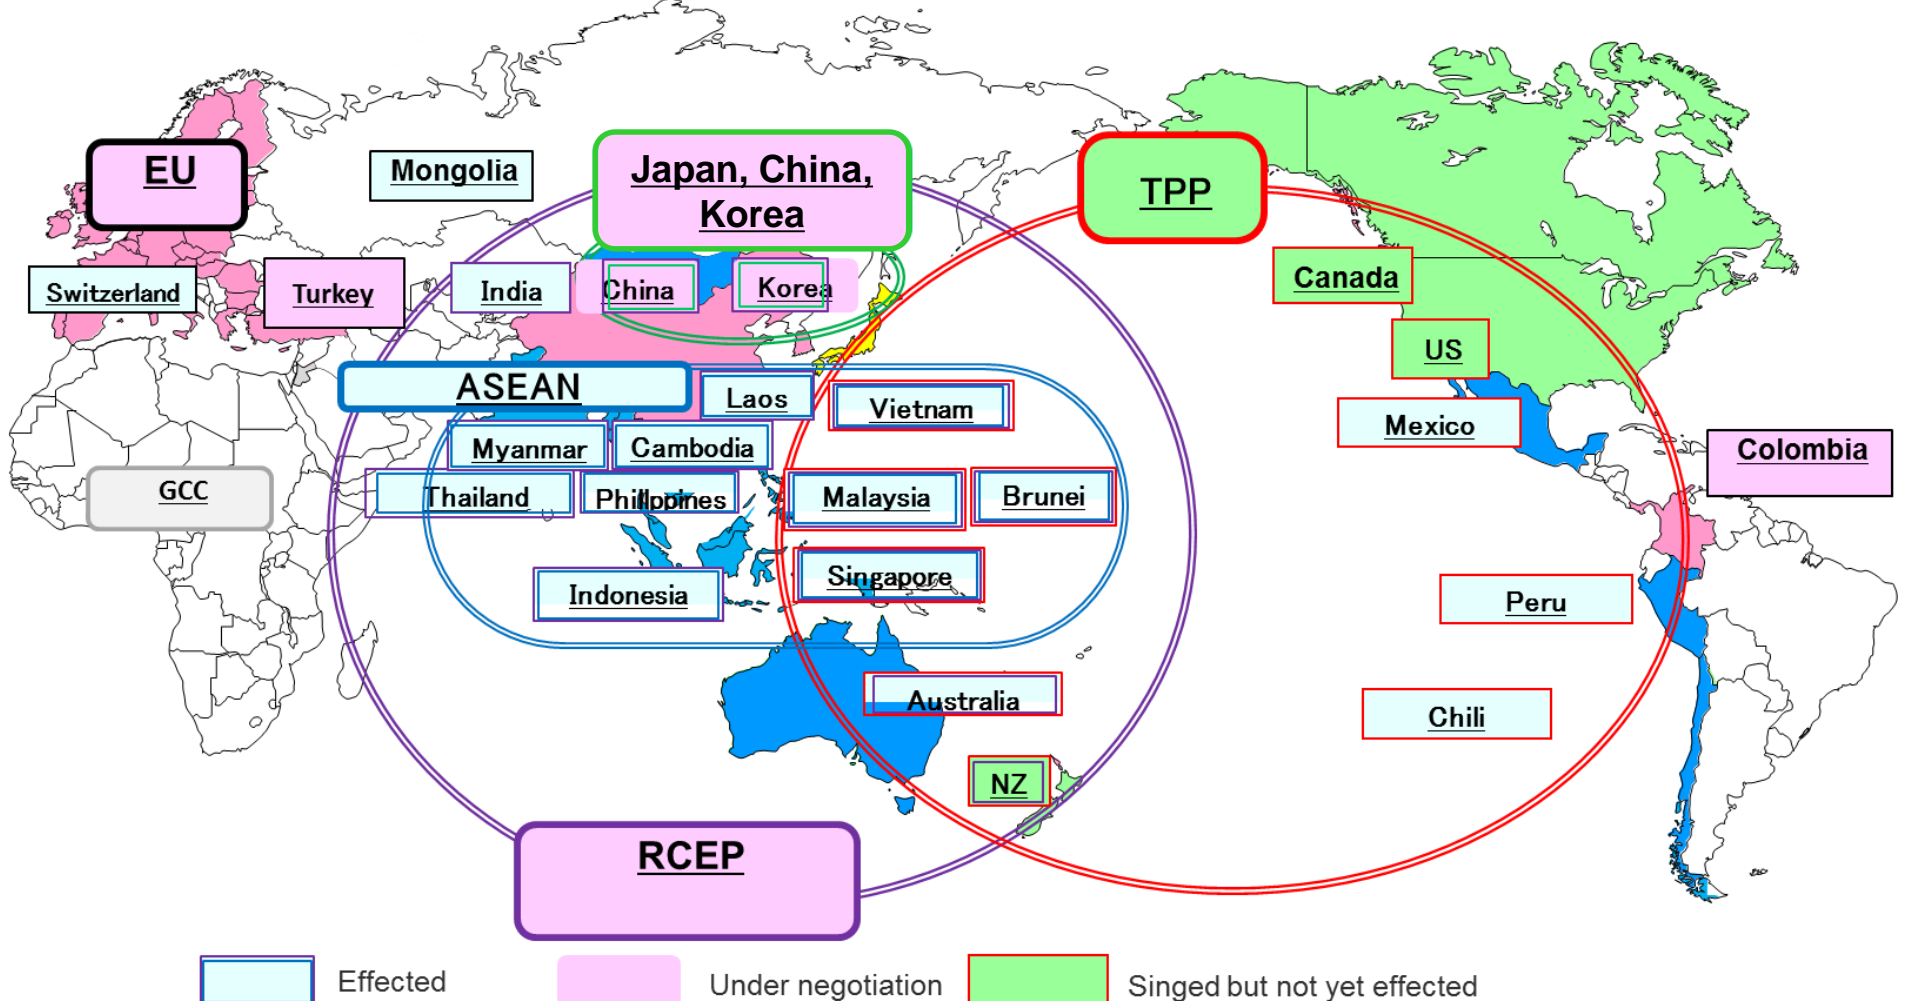 EU
Mongolia
Japan, China,
Korea
TPP
Switzerland
Turkey
India
China
Korea
Canada
US
ASEAN
Laos
Vietnam
Mexico
Myanmar
Cambodia
Colombia
GCC
Thailand
Philippines
Malaysia
Brunei
Indonesia
Singapore
Peru
Australia
Chili
NZ
RCEP
Effected
Under negotiation
Singed but not yet effected